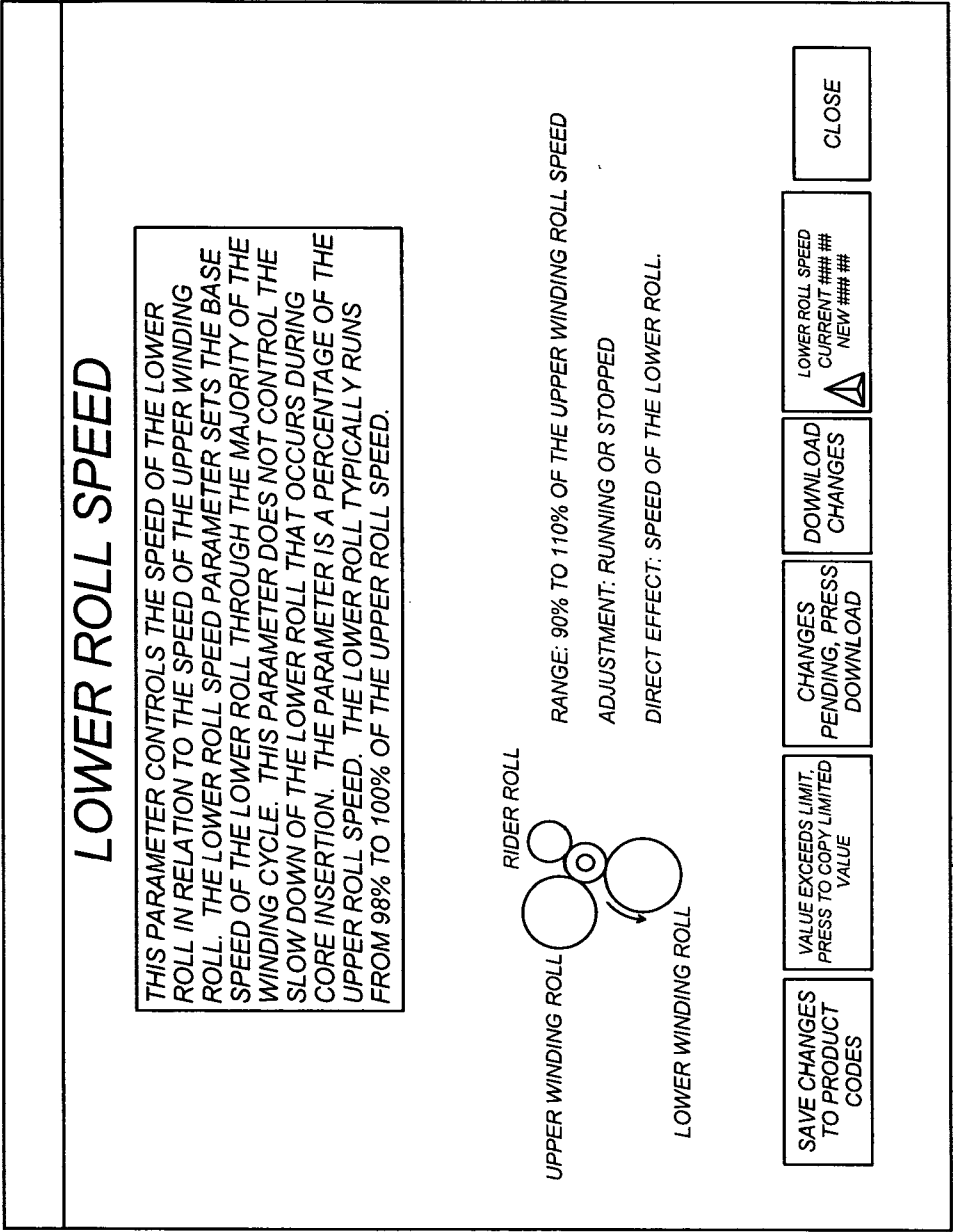 LOWER ROLL SPEED
THIS PARAMETER CONTROLS THE SPEED OF THE LOWER
ROLL IN RELATION TO THE SPEED OF THE UPPER WINDING
ROLL. THE LOWER ROLL SPEED PARAMETER SETS THE BASE
SPEED OF THE LOWER ROLL THROUGH THE MAJORITY OF THE
WINDING CYCLE. THIS PARAMETER DOES NOT CONTROL THE
SLOW DOWN OF THE LOWER ROLL THAT OCCURS DURING
CORE INSERTION. THE PARAMETER IS A PERCENTAGE OF THE
UPPER ROLL SPEED. THE LOWER ROLL TYPICALLY RUNS
FROM 98% TO 100% OF THE UPPER ROLL SPEED.
RIDER ROLL
UPPER WINDING ROLL
LOWER WINDING ROLL
RANGE: 90% TO 110% OF THE UPPER WINDING ROLL SPEED
ADJUSTMENT: RUNNING OR STOPPED
DIRECT EFFECT: SPEED OF THE LOWER ROLL.
SAVE CHANGES
TO PRODUCT
CODES
VALUE EXCEEDS LIMIT,
PRESS TO COPY LIMITED
VALUE
CHANGES
PENDING, PRESS
DOWNLOAD
DOWNLOAD
CHANGES
LOWER ROLL SPEED
CURRENT ### ##
NEW ### ##
CLOSE